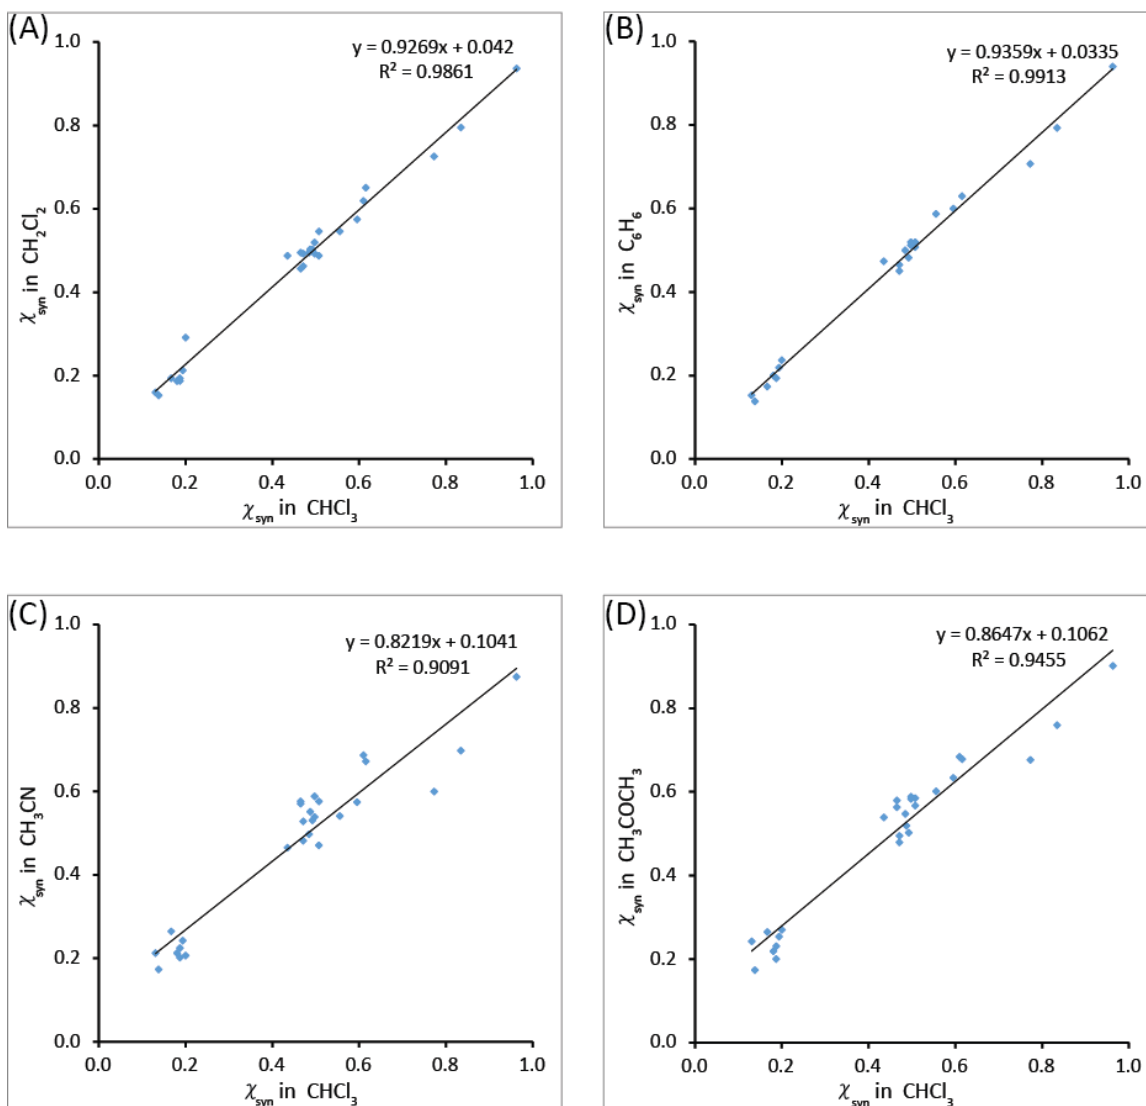 (A)
y = 0.9269x + 0.042
R² = 0.9861
1.0
0.8
0.6
0.4
0.2
0.0
χsyn in CH₂Cl₂
0.0 0.2 0.4 0.6 0.8 1.0
χsyn in CHCl₃
(B)
y = 0.9359x + 0.0335
R² = 0.9913
1.0
0.8
0.6
0.4
0.2
0.0
χsyn in C₆H₆
0.0 0.2 0.4 0.6 0.8 1.0
χsyn in CHCl₃
(C)
y = 0.8219x + 0.1041
R² = 0.9091
1.0
0.8
0.6
0.4
0.2
0.0
χsyn in CH₃CN
0.0 0.2 0.4 0.6 0.8 1.0
χsyn in CHCl₃
(D)
y = 0.8647x + 0.1062
R² = 0.9455
1.0
0.8
0.6
0.4
0.2
0.0
χsyn in CH₃COCH₃
0.0 0.2 0.4 0.6 0.8 1.0
χsyn in CHCl₃